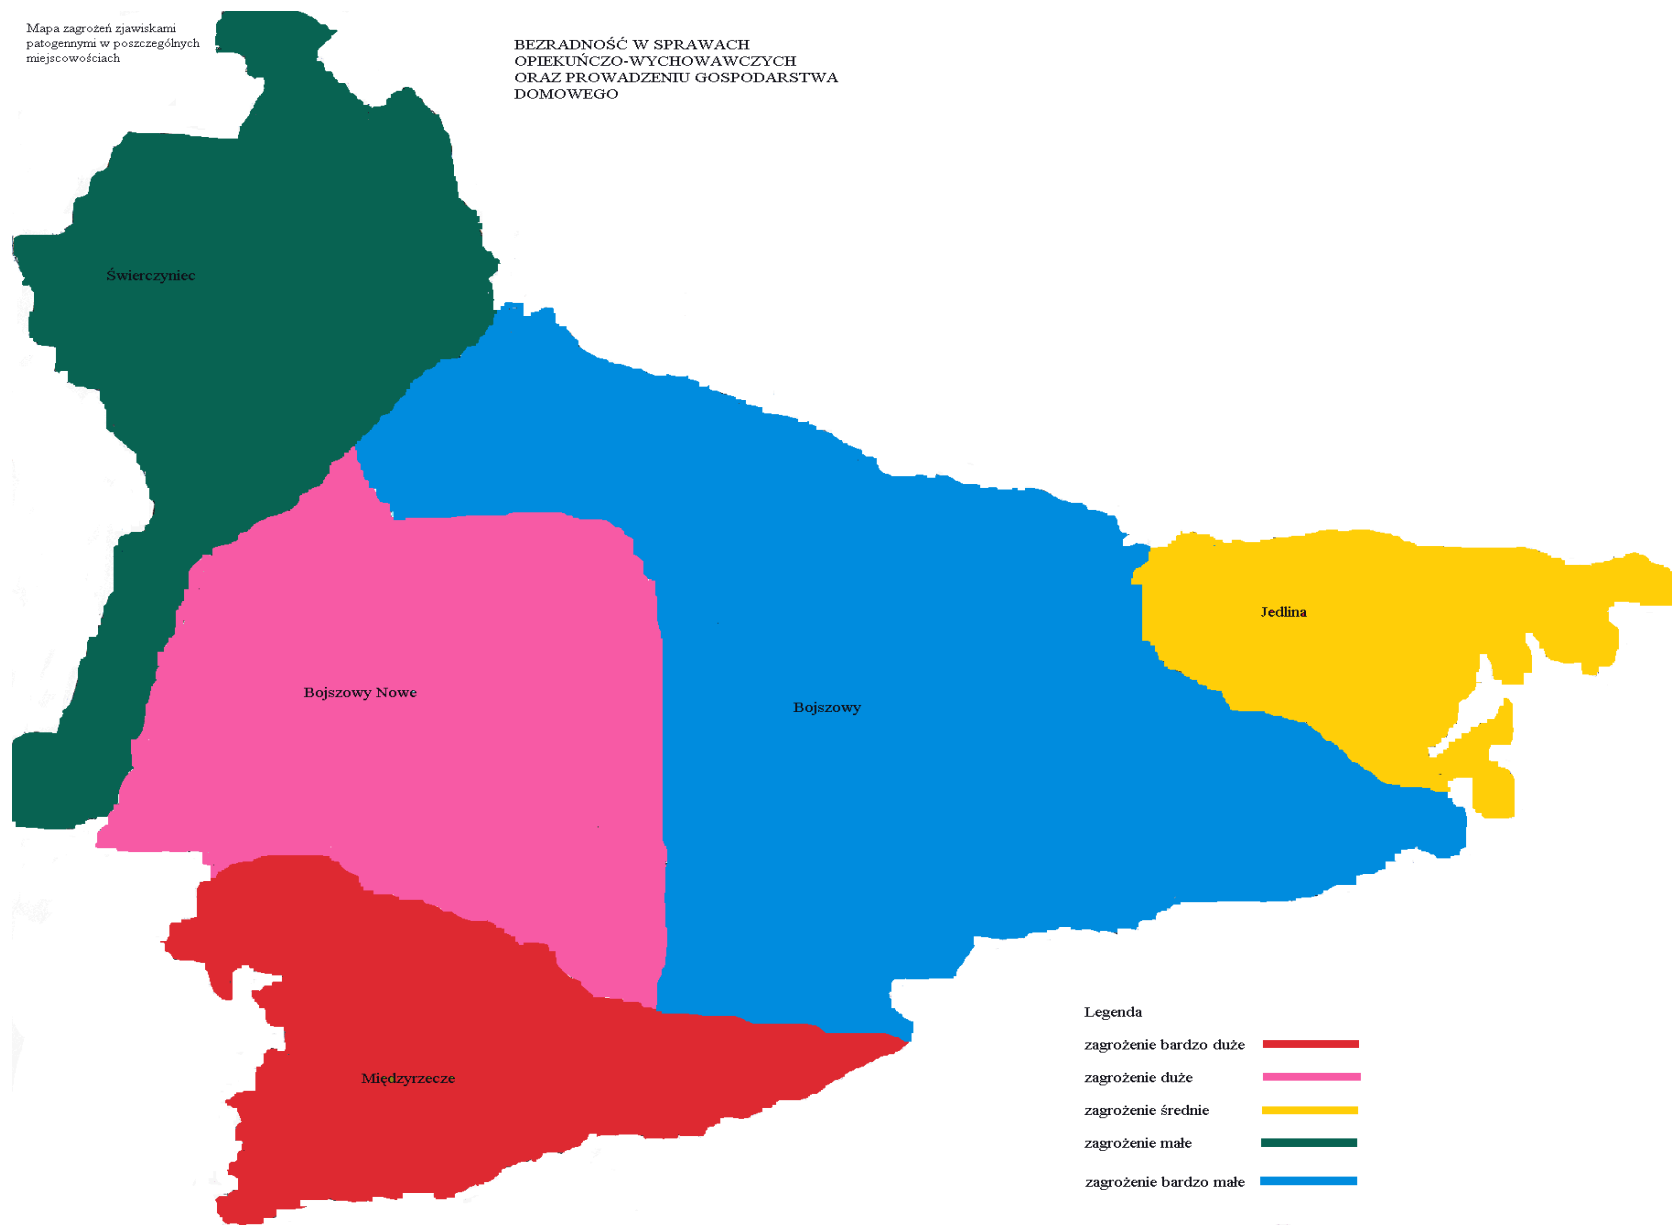 Mapa zagrożeń zjawiskami
patogennymi w poszczególnych
miejscowościach
BEZRADNOŚĆ W SPRAWACH
OPIEKUŃCZO-WYCHOWAWCZYCH
ORAZ PROWADZENIU GOSPODARSTWA
DOMOWEGO
Świerczyniec
Jedlina
Bojszowy Nowe
Bojszowy
Międzyrzecze
Legenda
zagrożenie bardzo duże
zagrożenie duże
zagrożenie średnie
zagrożenie małe
zagrożenie bardzo małe